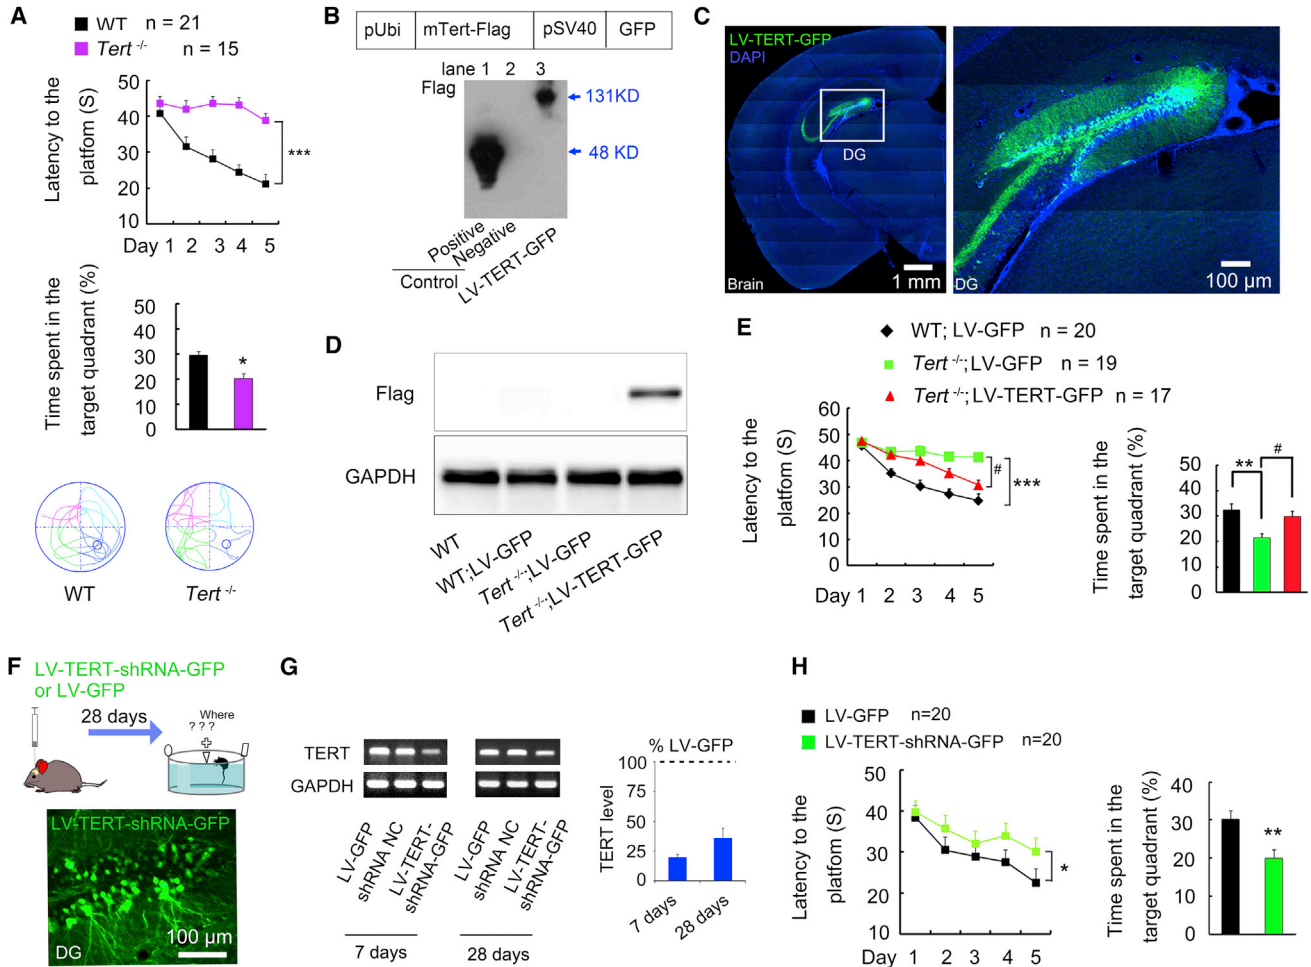 A
WT n = 21
Tert -/- n = 15
Latency to the
platfom (S)
50
40
30
20
10
***
Day 1 2 3 4 5
Time spent in the
target quadrant (%)
50
40
30
20
10
0
*
WT Tert -/-
B
pUbi mTert-Flag pSV40 GFP
lane 1 2 3
Flag
131KD
48 KD
Positive
Negative
LV-TERT-GFP
Control
C
LV-TERT-GFP
DAPI
DG
Brain
1 mm
DG
100 µm
D
Flag
GAPDH
WT
WT;LV-GFP
Tert -/-;LV-GFP
Tert -/-;LV-TERT-GFP
E
WT; LV-GFP n = 20
Tert -/-;LV-GFP n = 19
Tert -/-;LV-TERT-GFP n = 17
Latency to the
platfom (S)
60
50
40
30
20
10
0
# ***
Day 1 2 3 4 5
Time spent in the
target quadrant (%)
50
40
30
20
10
0
** #
F
LV-TERT-shRNA-GFP
or LV-GFP
28 days
Where
? ? ?
LV-TERT-shRNA-GFP
DG
100 µm
G
TERT
GAPDH
LV-GFP
shRNA NC
LV-TERT-
shRNA-GFP
LV-GFP
shRNA NC
LV-TERT-
shRNA-GFP
7 days
28 days
% LV-GFP
TERT level
100
50
25
0
7 days
28 days
H
LV-GFP n=20
LV-TERT-shRNA-GFP n=20
Latency to the
platfom (S)
50
40
30
20
10
*
Day 1 2 3 4 5
Time spent in the
target quadrant (%)
40
30
20
10
0
**